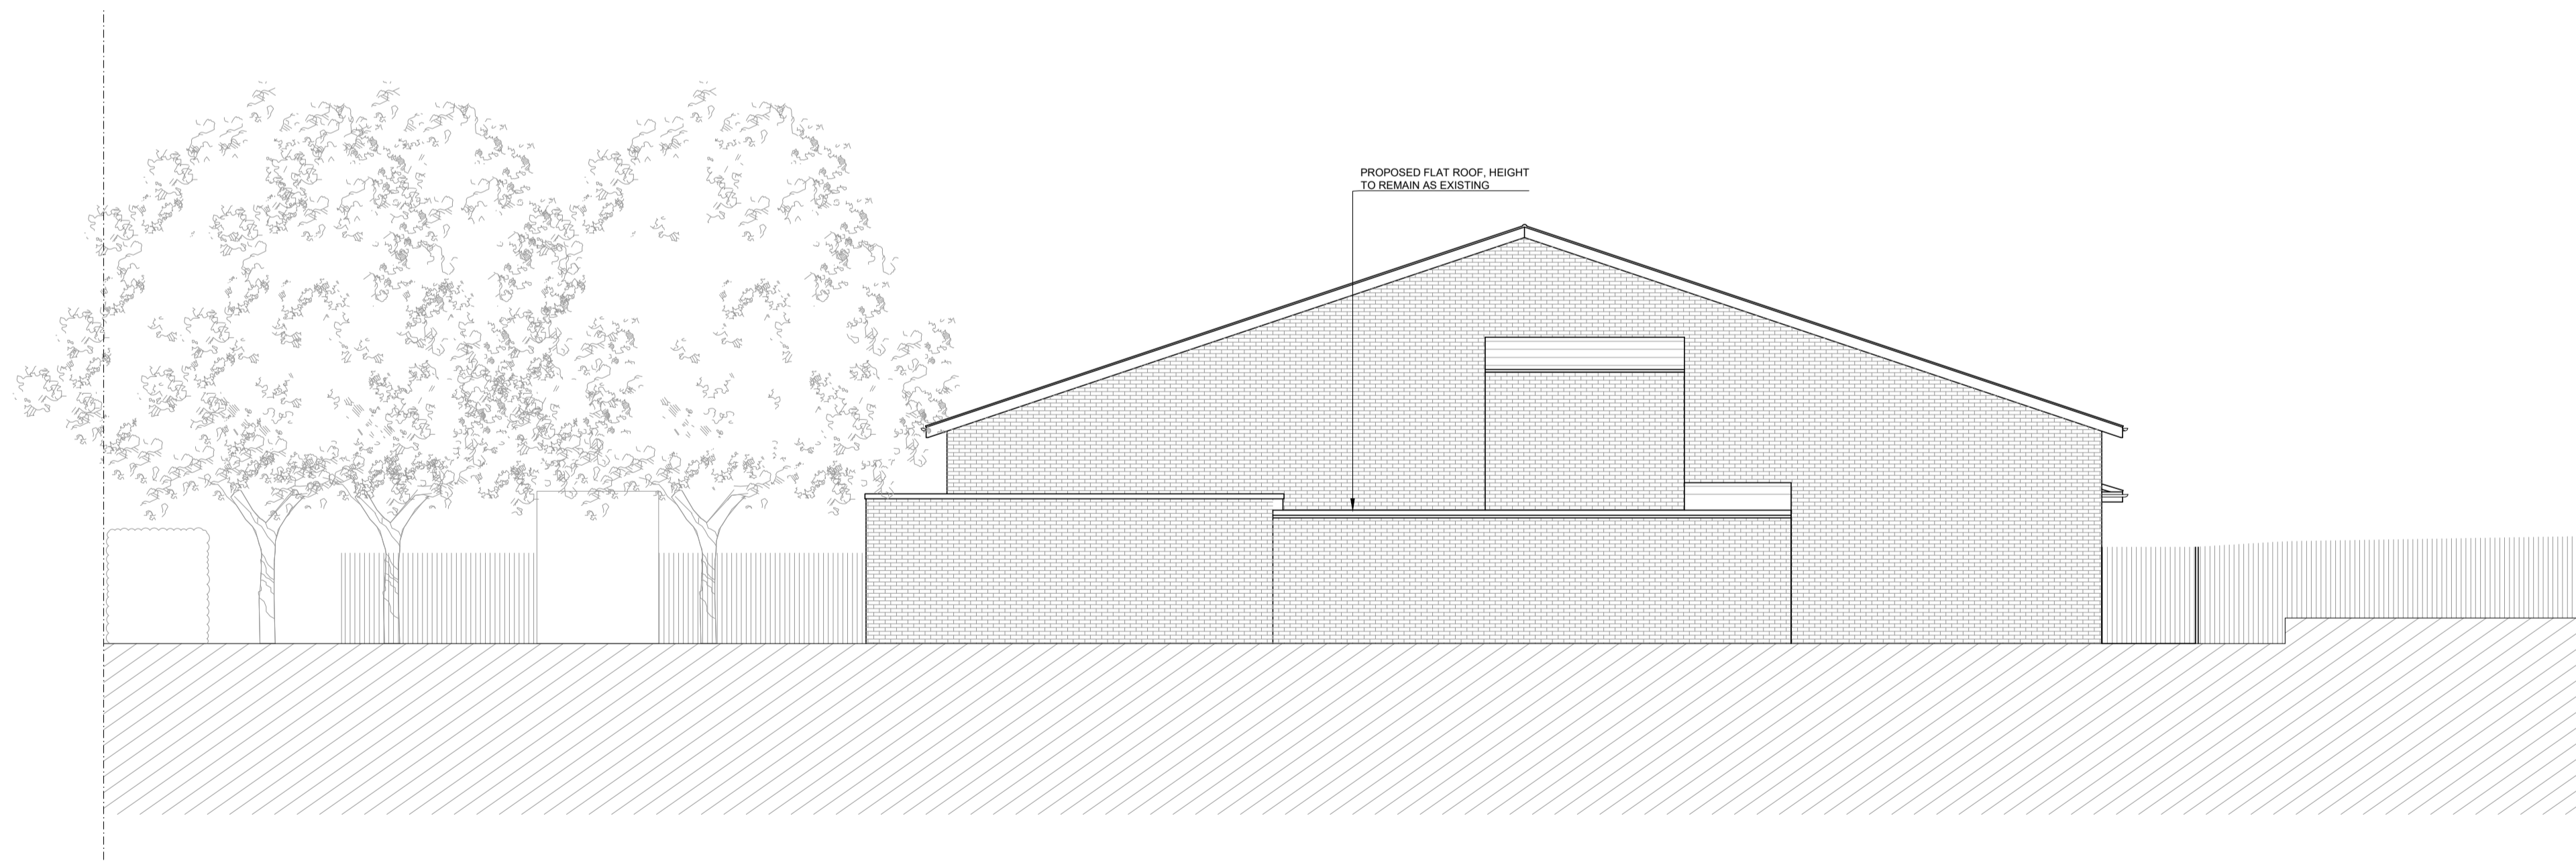 PROPOSED FLAT ROOF, HEIGHT
TO REMAIN AS EXISTING